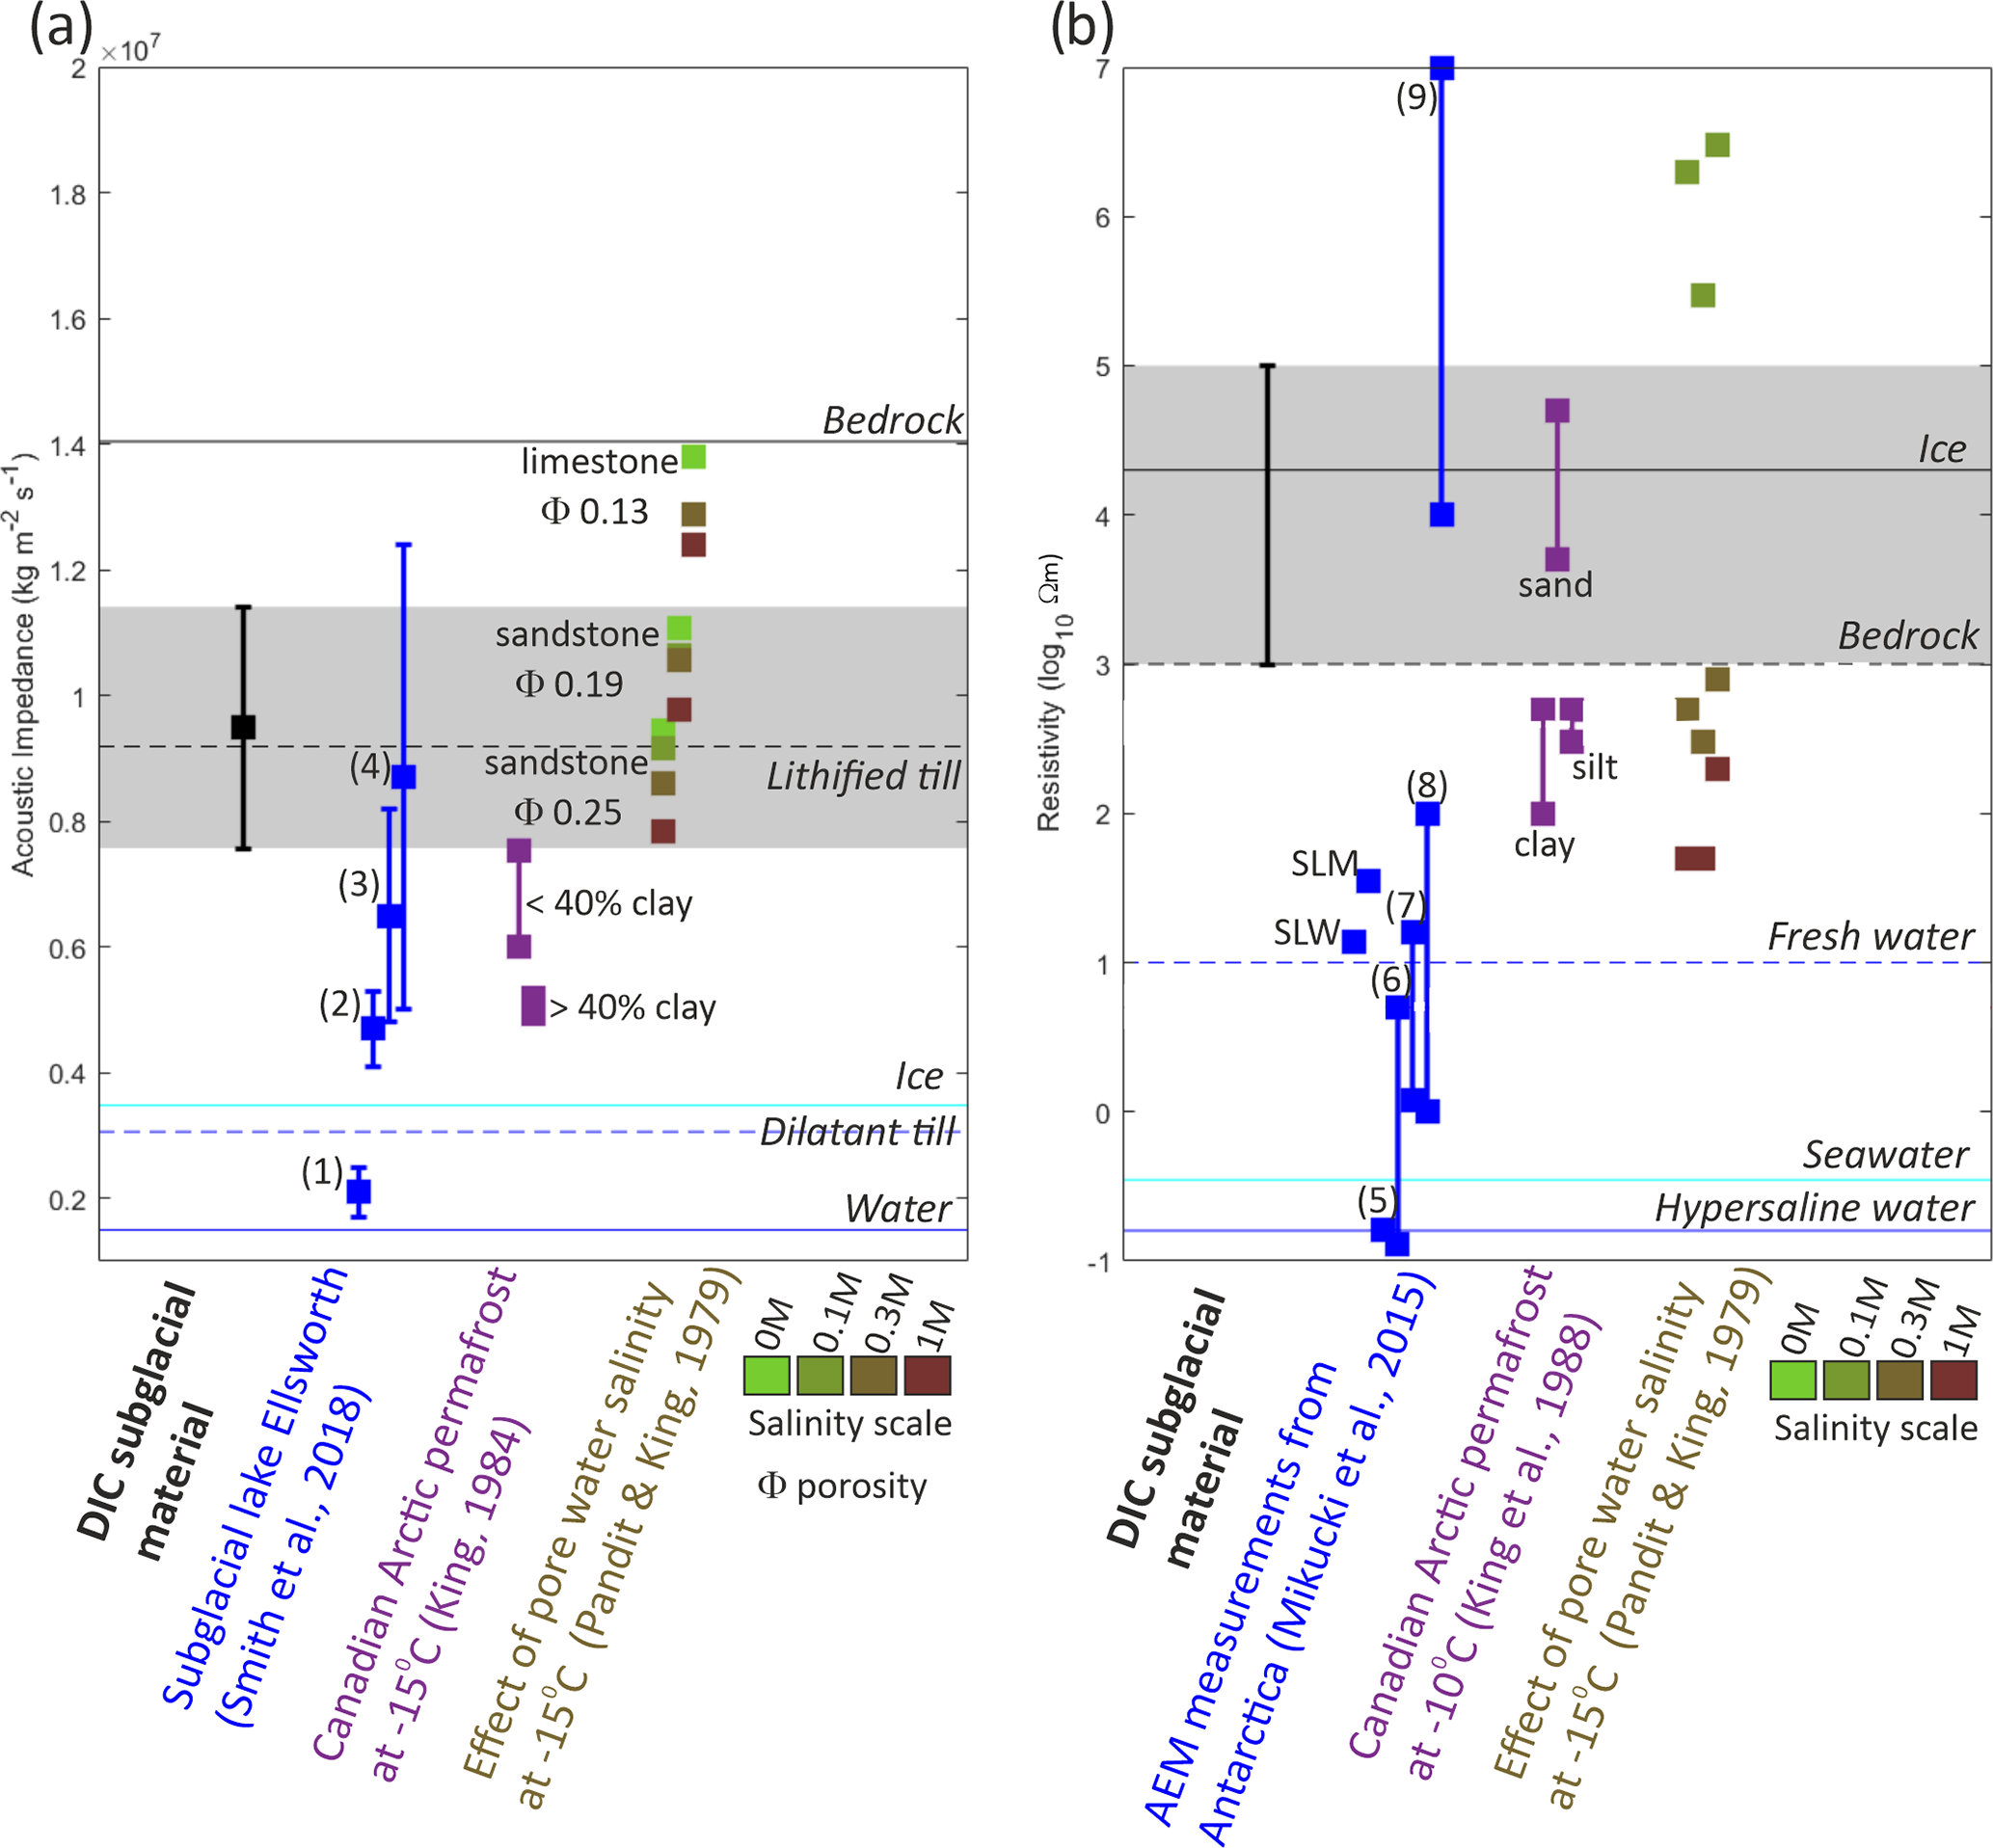 (a)
×10⁷
2
1.8
1.6
1.4
1.2
1
0.8
0.6
0.4
0.2
Acoustic Impedance (kg m⁻² s⁻¹)
Bedrock
limestone
Φ 0.13
sandstone
Φ 0.19
(4)
sandstone
Lithified till
Φ 0.25
(3)
< 40% clay
(2)
> 40% clay
Ice
Dilatant till
(1)
Water
DIC subglacial
material
Subglacial lake Ellsworth
(Smith et al., 2018)
Canadian Arctic permafrost
at -15⁰C (King, 1984)
Effect of pore water salinity
at -15⁰C (Pandit & King, 1979)
0M
0.1M
0.3M
1M
Salinity scale
Φ porosity
(b)
7
6
5
4
3
2
1
0
-1
Resistivity (log₁₀ Ωm)
(9)
Ice
sand
Bedrock
silt
(8)
clay
SLM
(7)
SLW
Fresh water
(6)
Seawater
(5)
Hypersaline water
DIC subglacial
material
AEM measurements from
Antarctica (Mikucki et al., 2015)
Canadian Arctic permafrost
at -10⁰C (King et al., 1988)
Effect of pore water salinity
at -15⁰C (Pandit & King, 1979)
0M
0.1M
0.3M
1M
Salinity scale